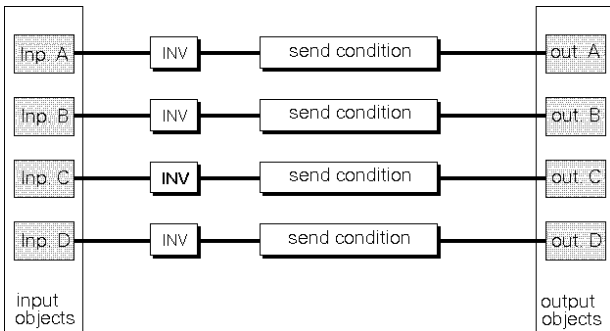 Inp. A INV send condition out. A
Inp. B INV send condition out. B
Inp. C INV send condition out. C
Inp. D INV send condition out. D
input objects
output objects